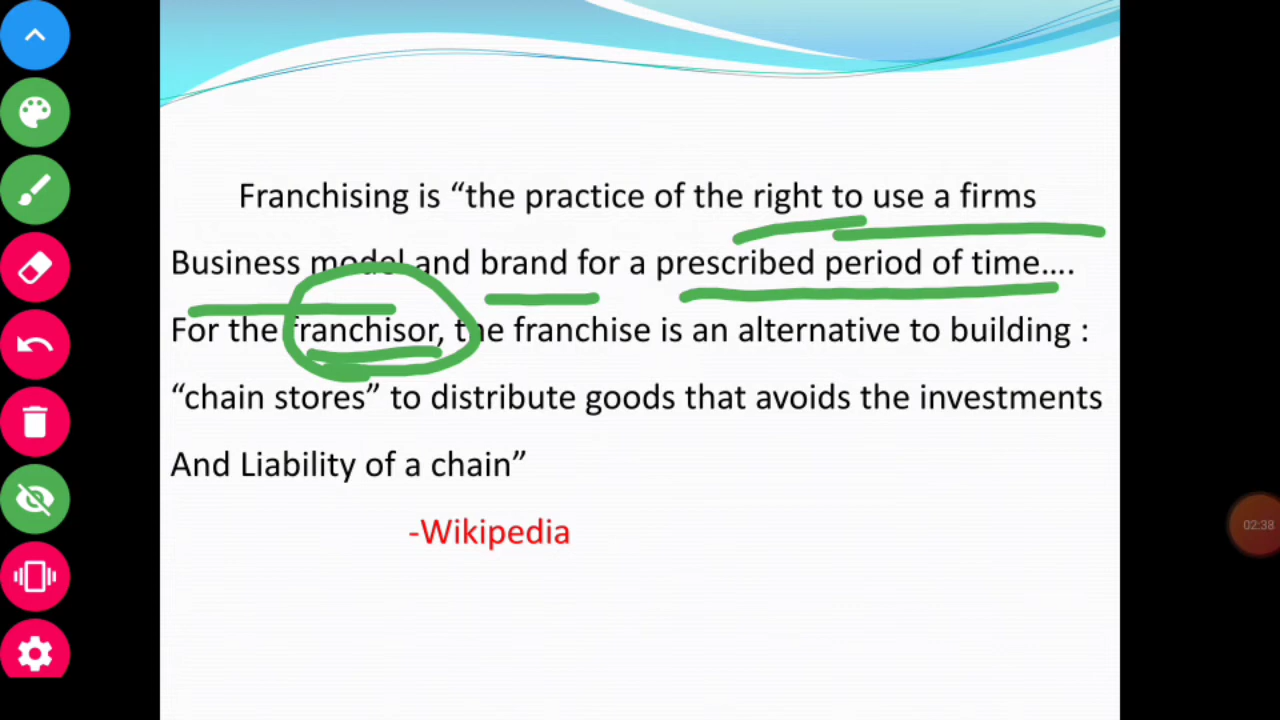 Franchising is “the practice of the right to use a firms
Business model and brand for a prescribed period of time....
For the franchisor, the franchise is an alternative to building :
“chain stores” to distribute goods that avoids the investments
And Liability of a chain”
-Wikipedia
02:38